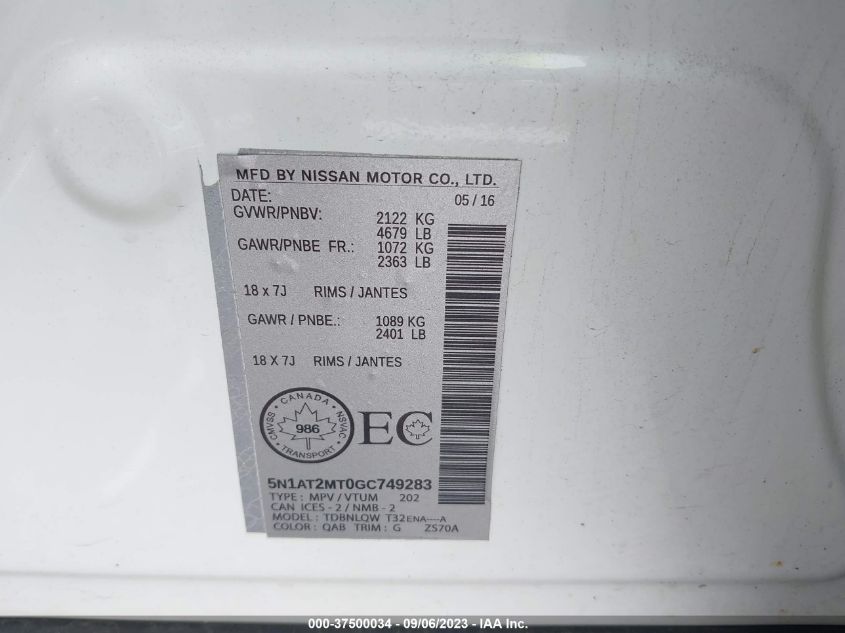 MFD BY NISSAN MOTOR CO., LTD.
DATE: 05 / 16
GVWR/PNBV: 2122 KG
4679 LB
GAWR/PNBE FR.: 1072 KG
2363 LB
18 x 7J RIMS / JANTES
GAWR / PNBE.: 1089 KG
2401 LB
18 X 7J RIMS / JANTES
CANADA
CMVSS 986 NSVAC
TRANSPORT
EC
5N1AT2MT0GC749283
TYPE : MPV / VTUM 202
CAN ICES - 2 / NMB - 2
MODEL : TDBNLQW T32ENA----A
COLOR : QAB TRIM : G ZS70A
000-37500034 - 09/06/2023 - IAA Inc.